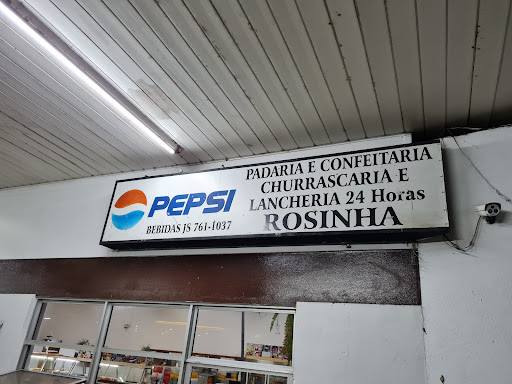 PEPSI
BEBIDAS JS 761-1037
PADARIA E CONFEITARIA
CHURRASCARIA E
LANCHERIA 24 Horas
ROSINHA